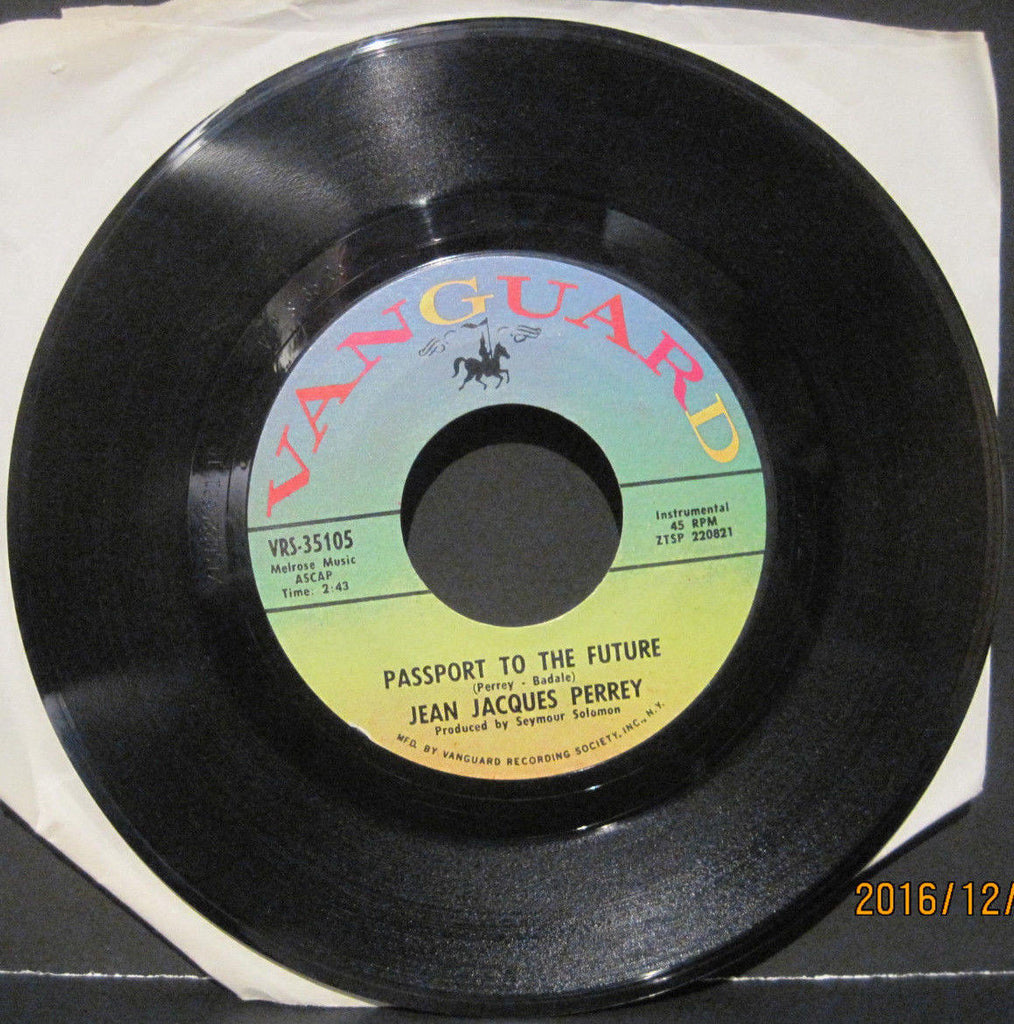 VANGUARD
VRS-35105
Melrose Music
ASCAP
Time: 2:43
Instrumental
45 RPM
ZTSP 220821
PASSPORT TO THE FUTURE
(Perrey - Badale)
JEAN JACQUES PERREY
Produced by Seymour Solomon
MFD. BY VANGUARD RECORDING SOCIETY, INC., N.Y.
2016/12/